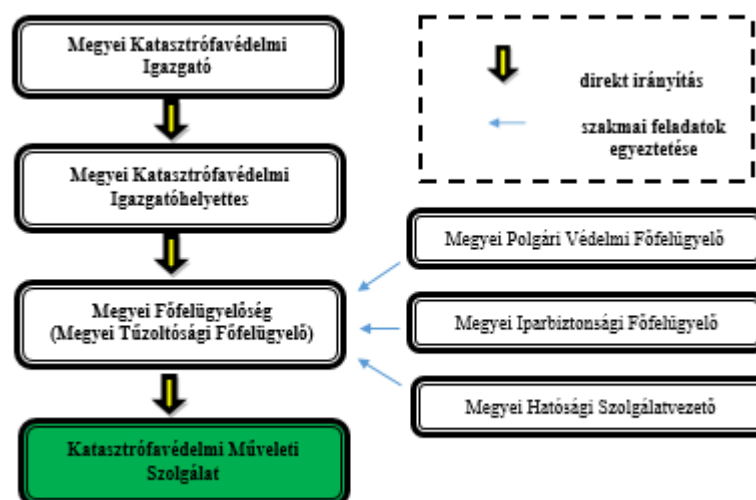 Megyei Katasztrófavédelmi
Igazgató
Megyei Katasztrófavédelmi
Igazgatóhelyettes
Megyei Főfelügyelőség
(Megyei Tűzoltósági Főfelügyelő)
Katasztrófavédelmi Műveleti
Szolgálat
direkt irányítás
szakmai feladatok
egyeztetése
Megyei Polgári Védelmi Főfelügyelő
Megyei Iparbiztonsági Főfelügyelő
Megyei Hatósági Szolgálatvezető